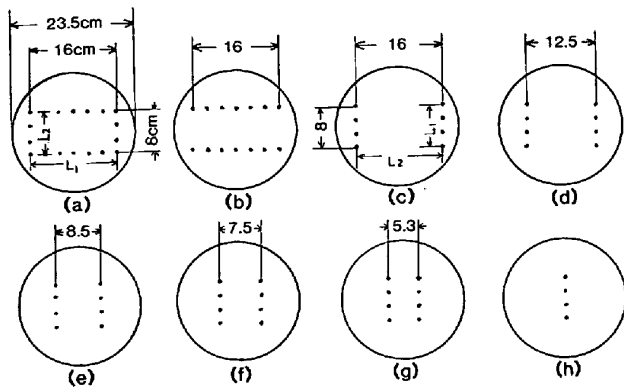 23.5cm
16cm
L₂
L₁
8cm
(a)
16
(b)
16
8
L₁
L₂
(c)
12.5
(d)
8.5
(e)
7.5
(f)
5.3
(g)
(h)